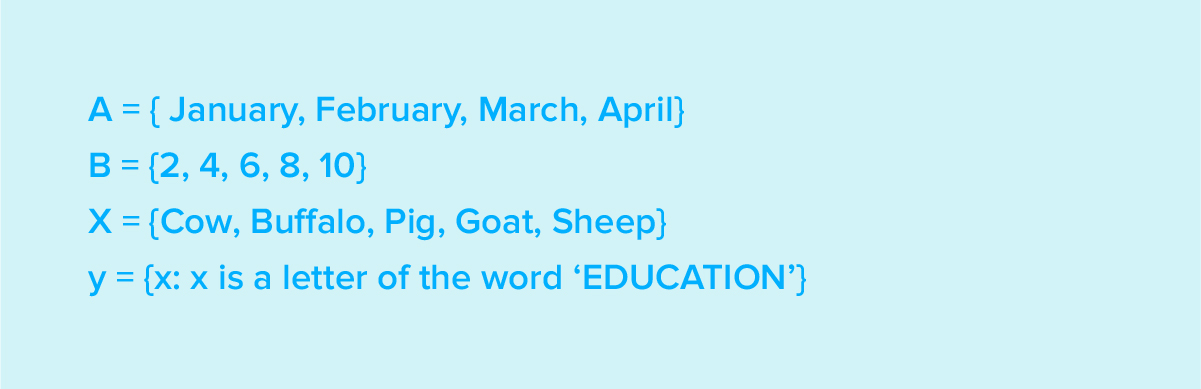 A = { January, February, March, April}
B = {2, 4, 6, 8, 10}
X = {Cow, Buffalo, Pig, Goat, Sheep}
y = {x: x is a letter of the word ‘EDUCATION’}